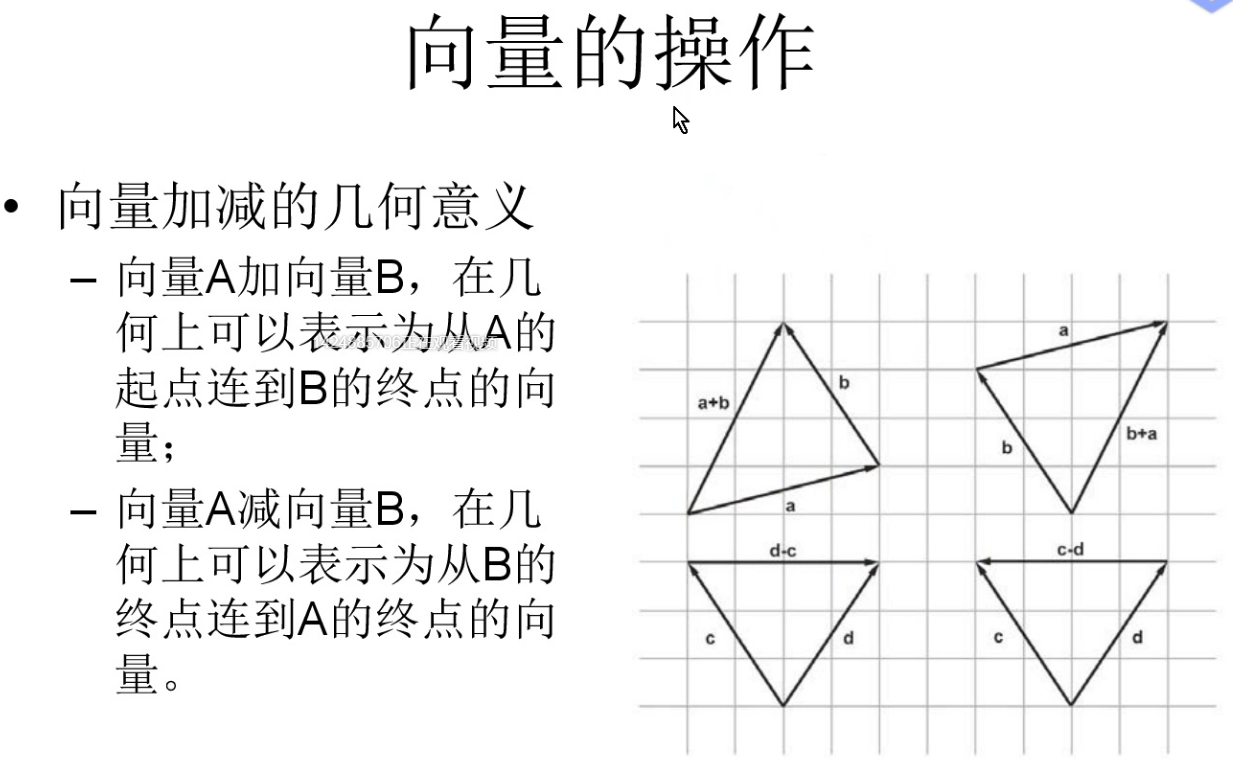 向量的操作
• 向量加减的几何意义
– 向量A加向量B，在几
何上可以表示为从A的
起点连到B的终点的向
量；
– 向量A减向量B，在几
何上可以表示为从B的
终点连到A的终点的向
量。
a+b
b
a
a
b
b+a
d-c
c
d
c-d
c
d